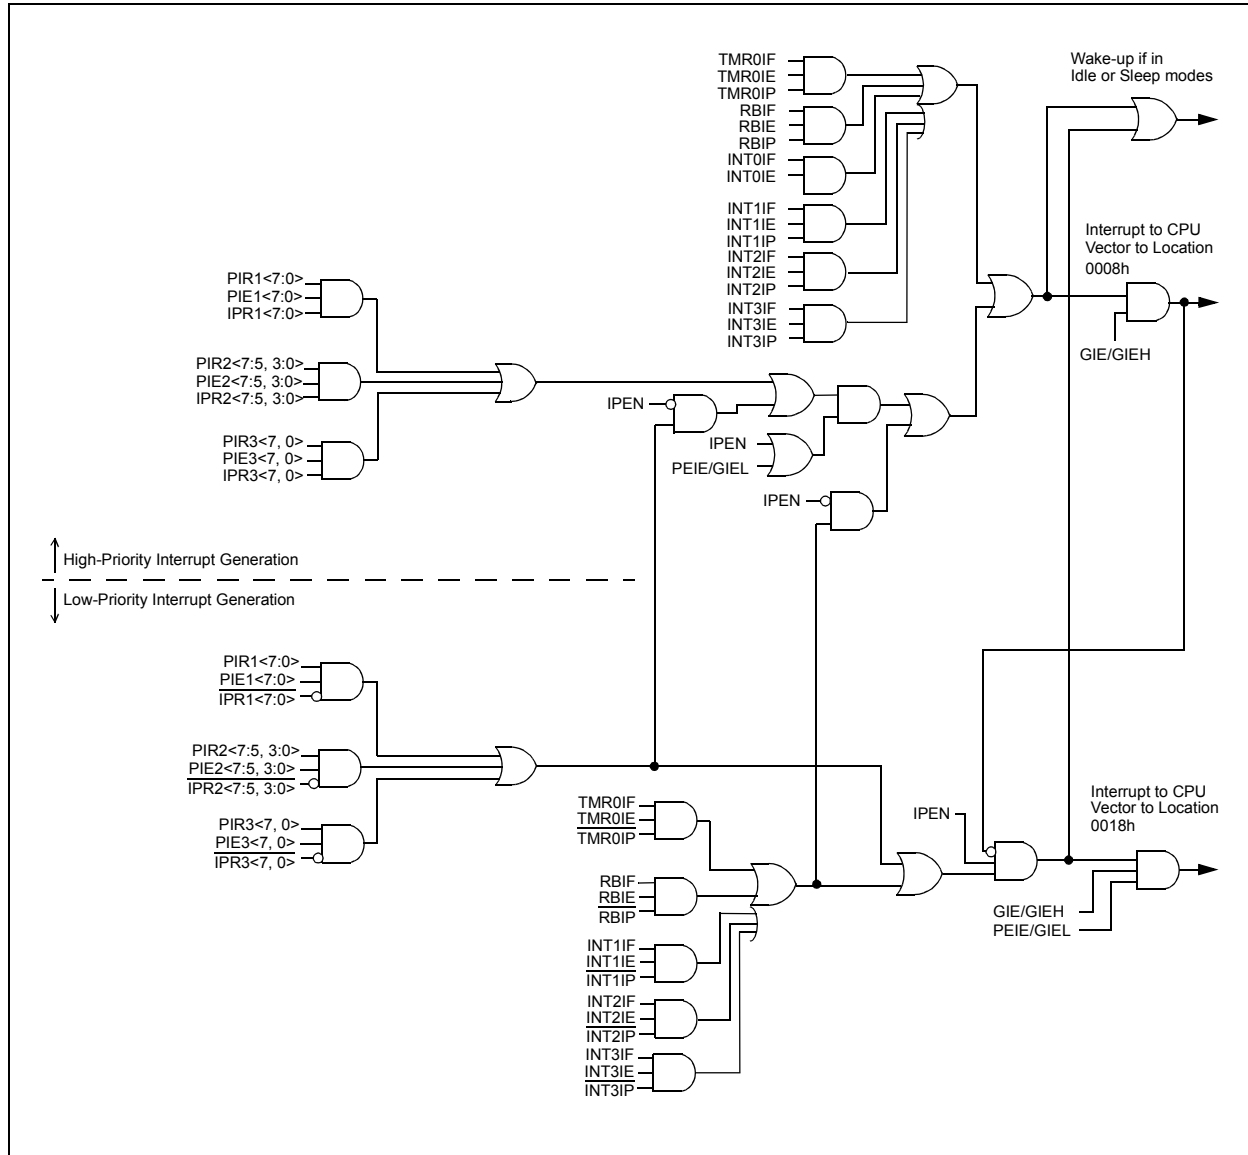 TMR0IF
TMR0IE
TMR0IP
RBIF
RBIE
RBIP
INT0IF
INT0IE
INT1IF
INT1IE
INT1IP
INT2IF
INT2IE
INT2IP
INT3IF
INT3IE
INT3IP
Wake-up if in
Idle or Sleep modes
Interrupt to CPU
Vector to Location
0008h
GIE/GIEH
PIR1<7:0>
PIE1<7:0>
IPR1<7:0>
PIR2<7:5, 3:0>
PIE2<7:5, 3:0>
IPR2<7:5, 3:0>
PIR3<7, 0>
PIE3<7, 0>
IPR3<7, 0>
IPEN
IPEN
PEIE/GIEL
IPEN
High-Priority Interrupt Generation
Low-Priority Interrupt Generation
PIR1<7:0>
PIE1<7:0>
IPR1<7:0>
PIR2<7:5, 3:0>
PIE2<7:5, 3:0>
IPR2<7:5, 3:0>
PIR3<7, 0>
PIE3<7, 0>
IPR3<7, 0>
TMR0IF
TMR0IE
TMR0IP
RBIF
RBIE
RBIP
INT1IF
INT1IE
INT1IP
INT2IF
INT2IE
INT2IP
INT3IF
INT3IE
INT3IP
IPEN
Interrupt to CPU
Vector to Location
0018h
GIE/GIEH
PEIE/GIEL